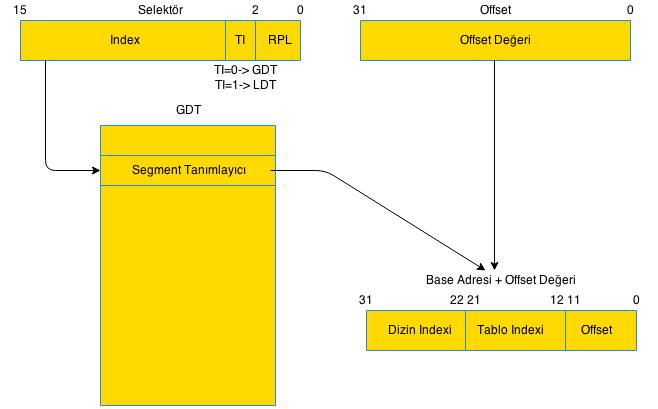 15 Selektör 2 0
31 Offset 0
Index TI RPL
Offset Değeri
TI=0-> GDT
TI=1-> LDT
GDT
Segment Tanımlayıcı
Base Adresi + Offset Değeri
31 22 21 12 11 0
Dizin Indexi Tablo Indexi Offset